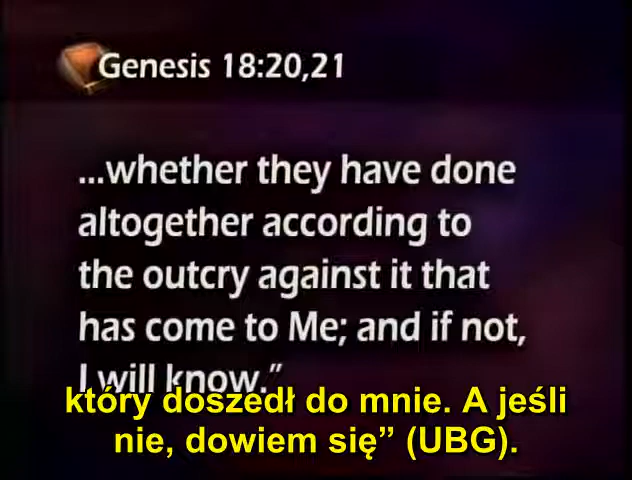 Genesis 18:20,21
...whether they have done
altogether according to
the outcry against it that
has come to Me; and if not,
I will know.”
który doszedł do mnie. A jeśli
nie, dowiem się” (UBG).